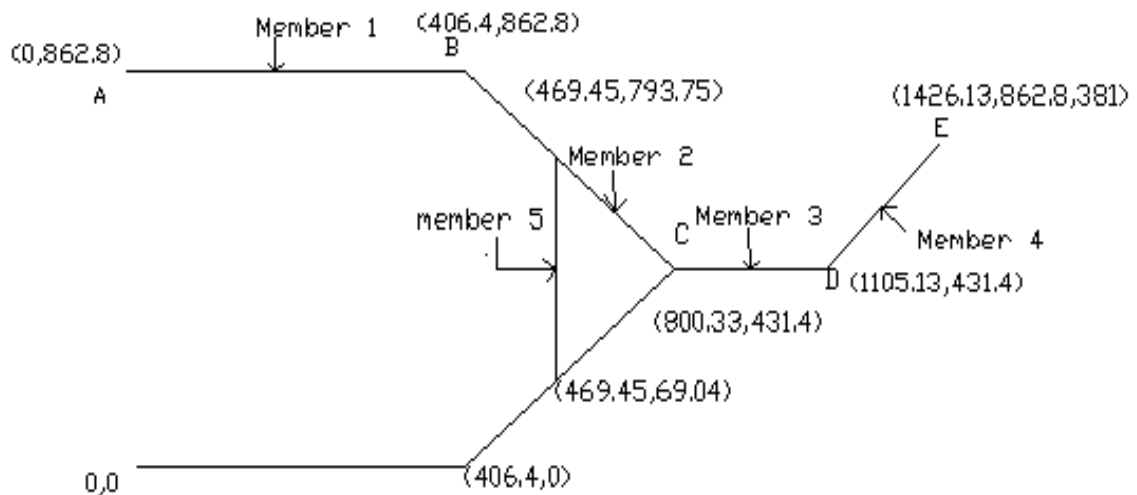 Member 1
(406.4,862.8)
(0,862.8)
B
A
(469.45,793.75)
(1426.13,862.8,381)
E
Member 2
member 5
C
Member 3
Member 4
D
(1105.13,431.4)
(800.33,431.4)
(469.45,69.04)
0,0
(406.4,0)